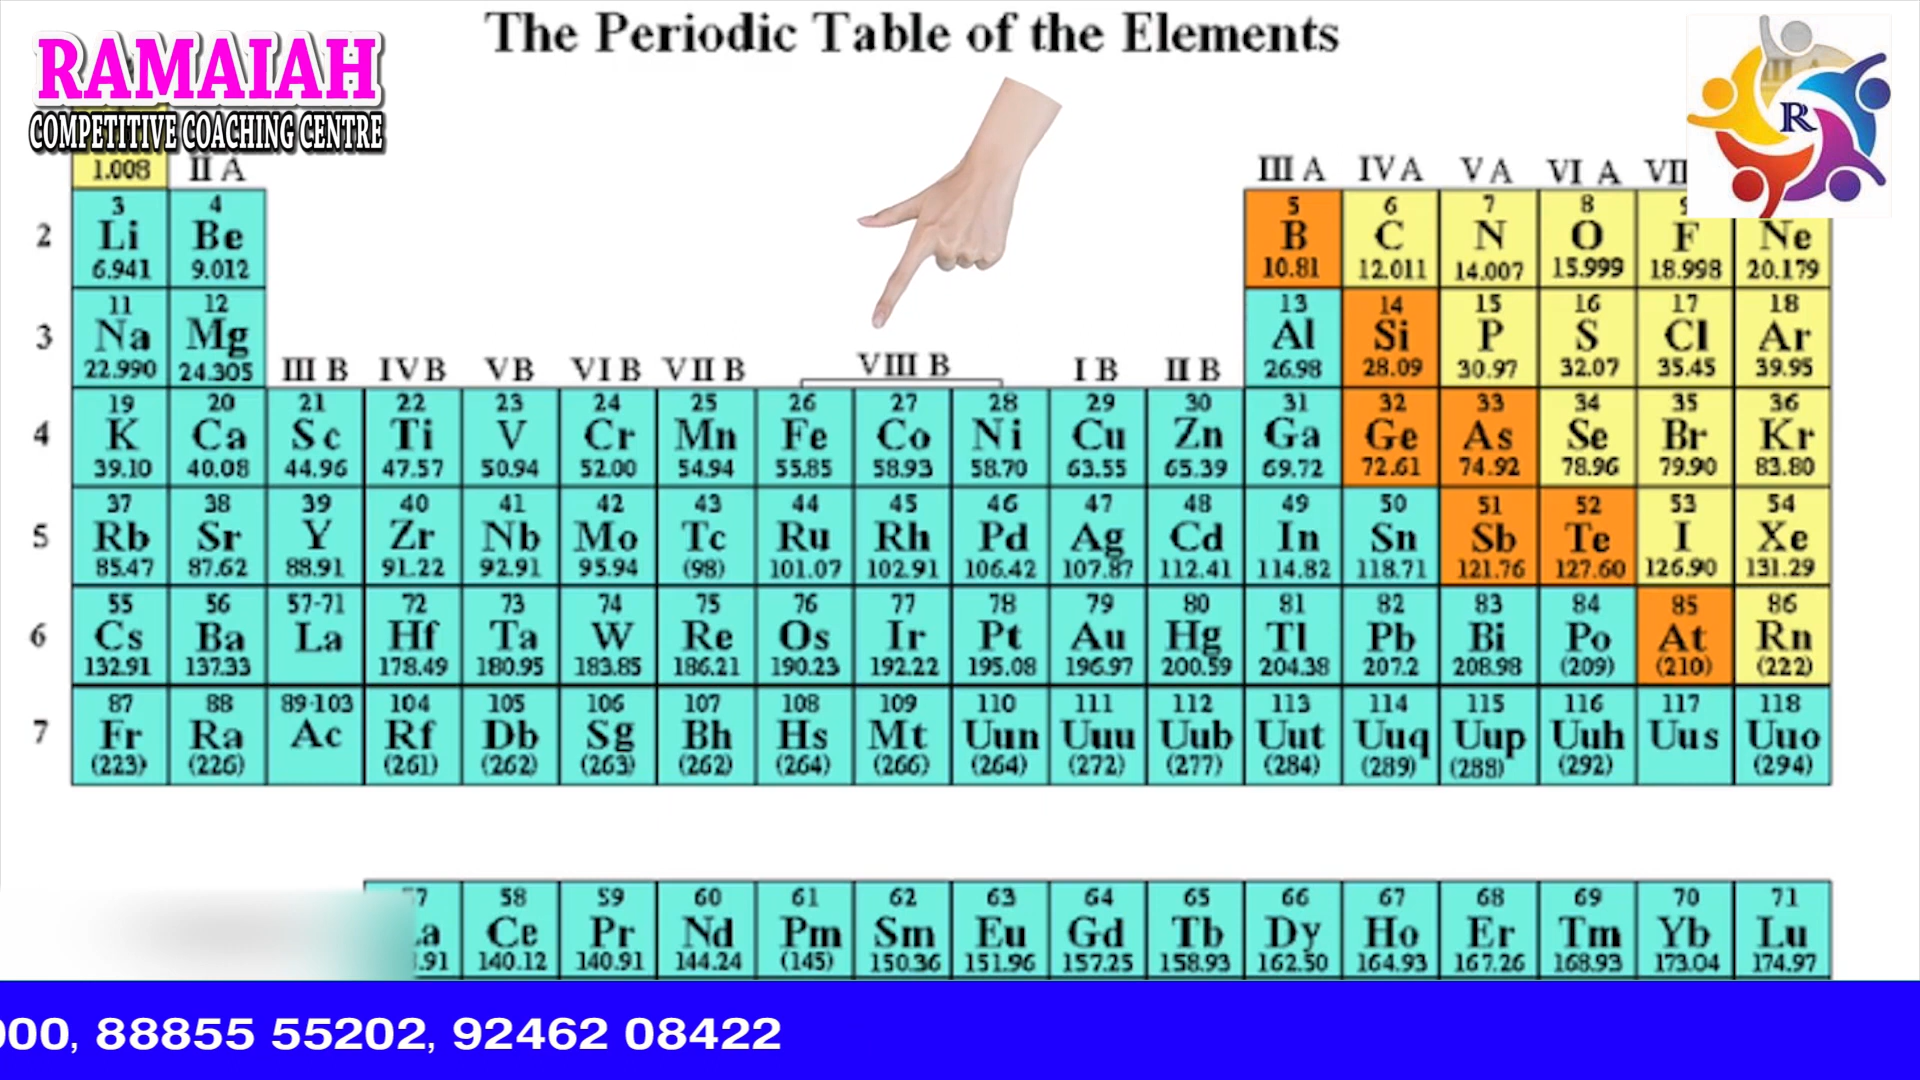 The Periodic Table of the Elements
RAMAIAH
COMPETITIVE COACHING CENTRE
R
1.008 II A III A IV A V A VI A
2 3 4 5 6 7 8
Li Be B C N O F Ne
6.941 9.012 10.81 12.011 14.007 15.999 18.998 20.179
3 11 12 13 14 15 16 17 18
Na Mg Al Si P S Cl Ar
22.990 24.305 26.98 28.09 30.97 32.07 35.45 39.95
III B IV B V B VI B VII B VIII B I B II B
4 19 20 21 22 23 24 25 26 27 28 29 30 31 32 33 34 35 36
K Ca Sc Ti V Cr Mn Fe Co Ni Cu Zn Ga Ge As Se Br Kr
39.10 40.08 44.96 47.57 50.94 52.00 54.94 55.85 58.93 58.70 63.55 65.39 69.72 72.61 74.92 78.96 79.90 83.80
5 37 38 39 40 41 42 43 44 45 46 47 48 49 50 51 52 53 54
Rb Sr Y Zr Nb Mo Tc Ru Rh Pd Ag Cd In Sn Sb Te I Xe
85.47 87.62 88.91 91.22 92.91 95.94 (98) 101.07 102.91 106.42 107.87 112.41 114.82 118.71 121.76 127.60 126.90 131.29
6 55 56 57-71 72 73 74 75 76 77 78 79 80 81 82 83 84 85 86
Cs Ba La Hf Ta W Re Os Ir Pt Au Hg Tl Pb Bi Po At Rn
132.91 137.33 178.49 180.95 183.85 186.21 190.23 192.22 195.08 196.97 200.59 204.38 207.2 208.98 (209) (210) (222)
7 87 88 89-103 104 105 106 107 108 109 110 111 112 113 114 115 116 117 118
Fr Ra Ac Rf Db Sg Bh Hs Mt Uun Uuu Uub Uut Uuq Uup Uuh Uus Uuo
(223) (226) (261) (262) (263) (262) (264) (266) (264) (272) (277) (284) (289) (288) (292) (294)
58 59 60 61 62 63 64 65 66 67 68 69 70 71
Ce Pr Nd Pm Sm Eu Gd Tb Dy Ho Er Tm Yb Lu
140.12 140.91 144.24 (145) 150.36 151.96 157.25 158.93 162.50 164.93 167.26 168.93 173.04 174.97
88855 55202, 92462 08422